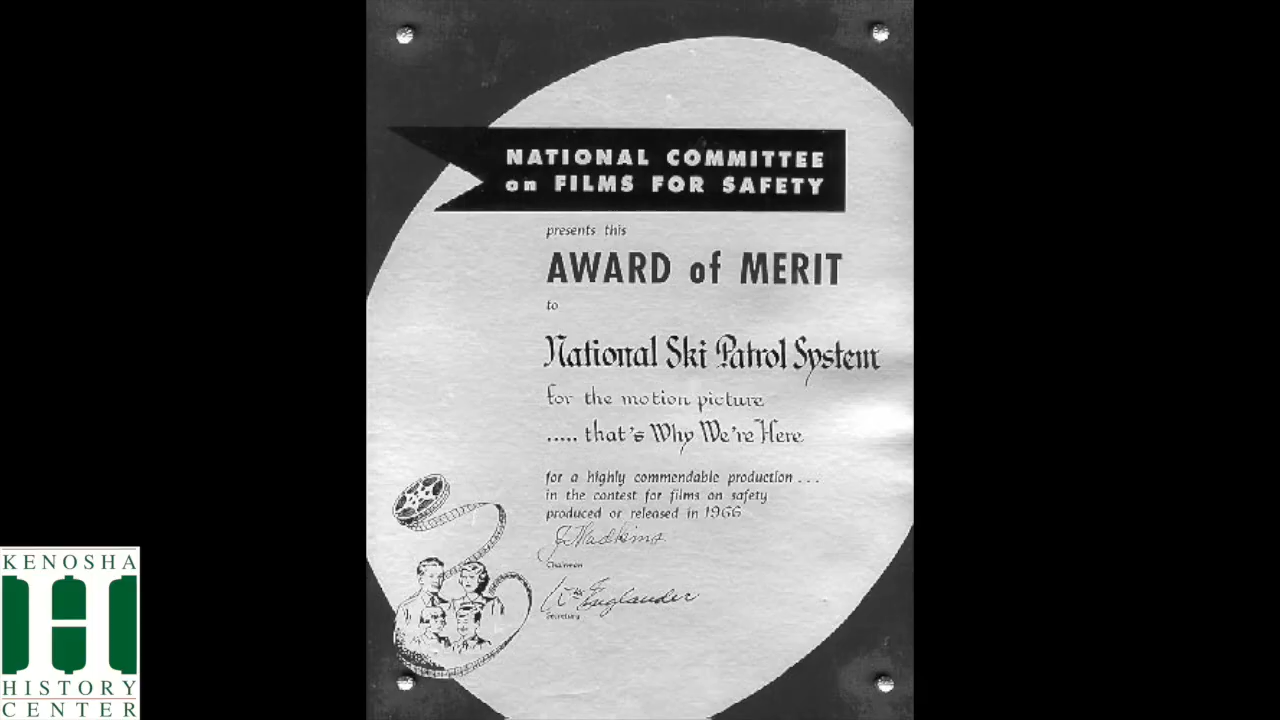 NATIONAL COMMITTEE
on FILMS FOR SAFETY
presents this
AWARD of MERIT
to
National Ski Patrol System
for the motion picture
..... that's Why We're Here
for a highly commendable production . . .
in the contest for films on safety
produced or released in 1966
Chairman
Wm Englander
Secretary
KENOSHA
H
HISTORY
CENTER